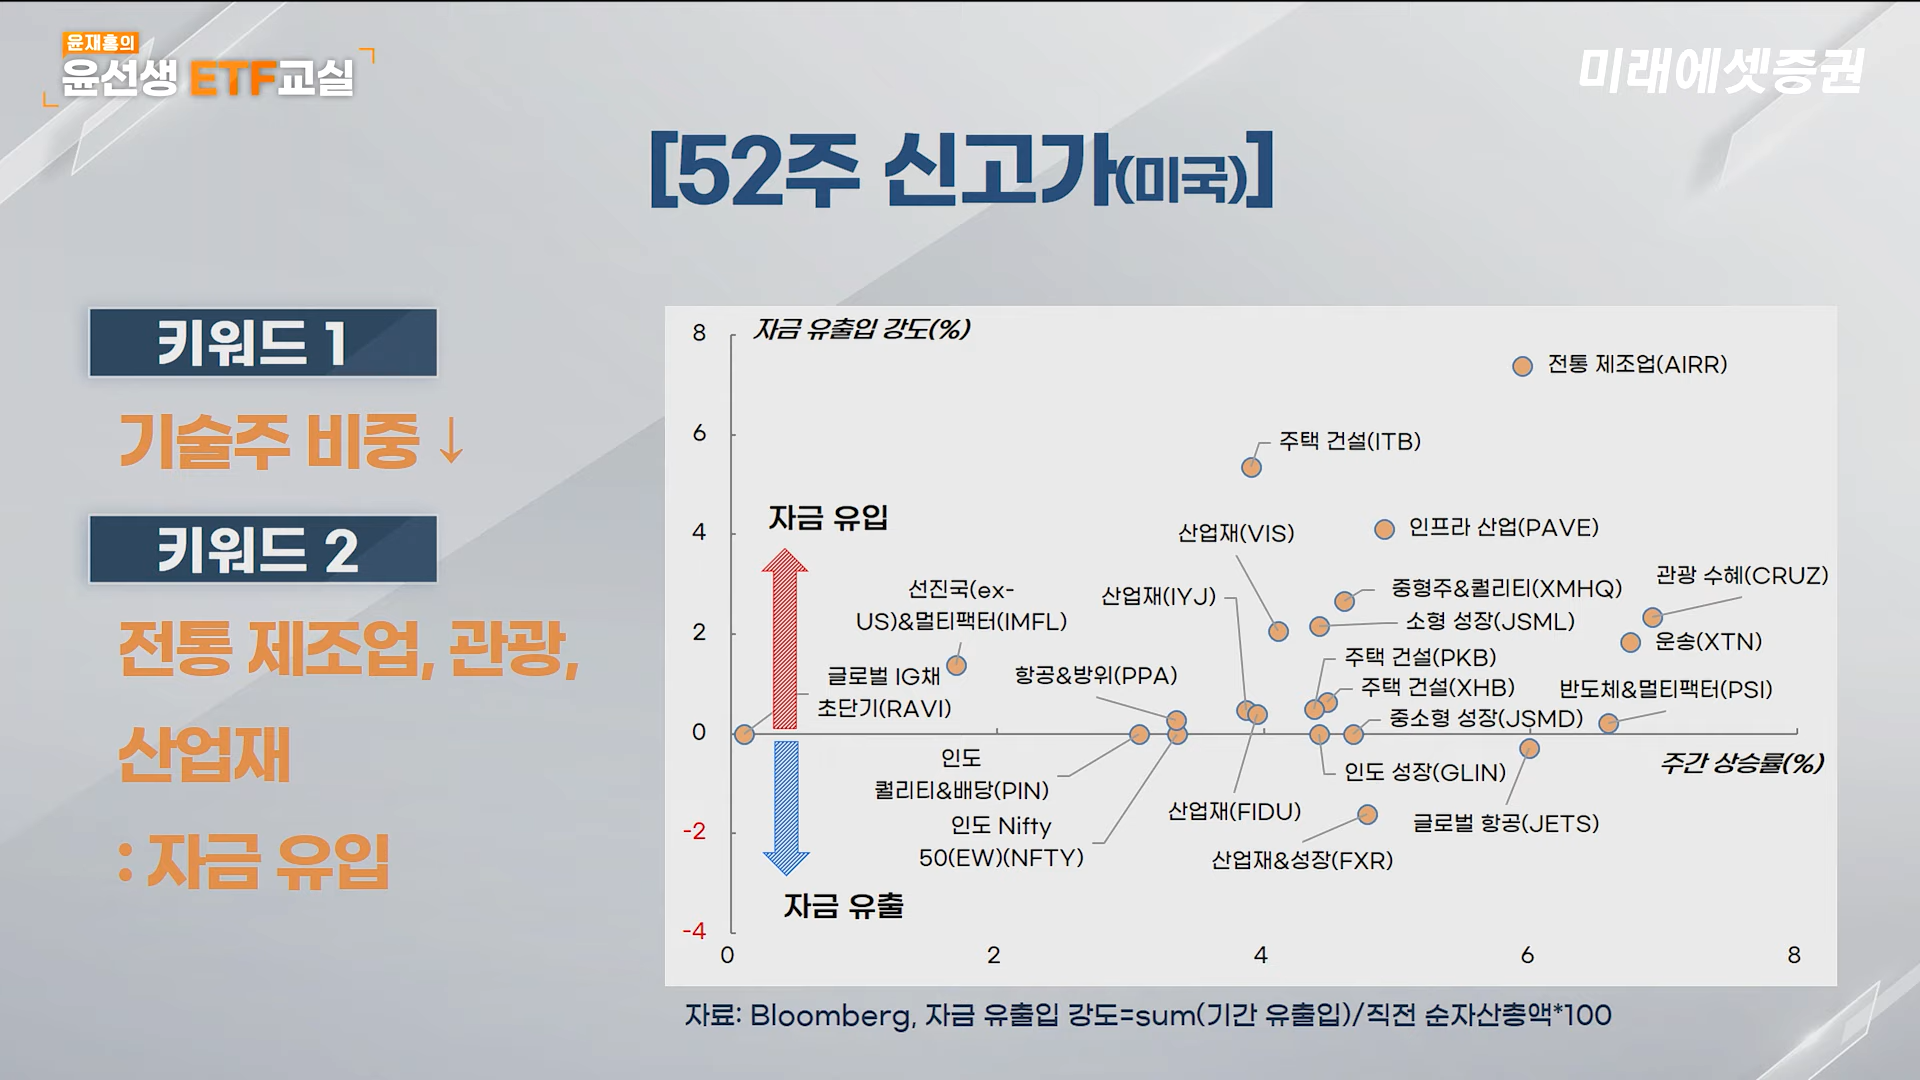 윤재홍의
윤선생 ETF교실
미래에셋증권
[52주 신고가(미국)]
키워드 1
기술주 비중 ↓
키워드 2
전통 제조업, 관광,
산업재
: 자금 유입
자금 유출입 강도(%)
8
6
4
2
0
-2
-4
0
2
4
6
8
주간 상승률(%)
자금 유입
자금 유출
전통 제조업(AIRR)
주택 건설(ITB)
인프라 산업(PAVE)
산업재(VIS)
관광 수혜(CRUZ)
중형주&퀄리티(XMHQ)
선진국(ex-
US)&멀티팩터(IMFL)
산업재(IYJ)
소형 성장(JSML)
운송(XTN)
주택 건설(PKB)
글로벌 IG채
초단기(RAVI)
항공&방위(PPA)
주택 건설(XHB)
반도체&멀티팩터(PSI)
중소형 성장(JSMD)
인도
퀄리티&배당(PIN)
인도 성장(GLIN)
인도 Nifty
50(EW)(NFTY)
산업재(FIDU)
글로벌 항공(JETS)
산업재&성장(FXR)
자료: Bloomberg, 자금 유출입 강도=sum(기간 유출입)/직전 순자산총액*100